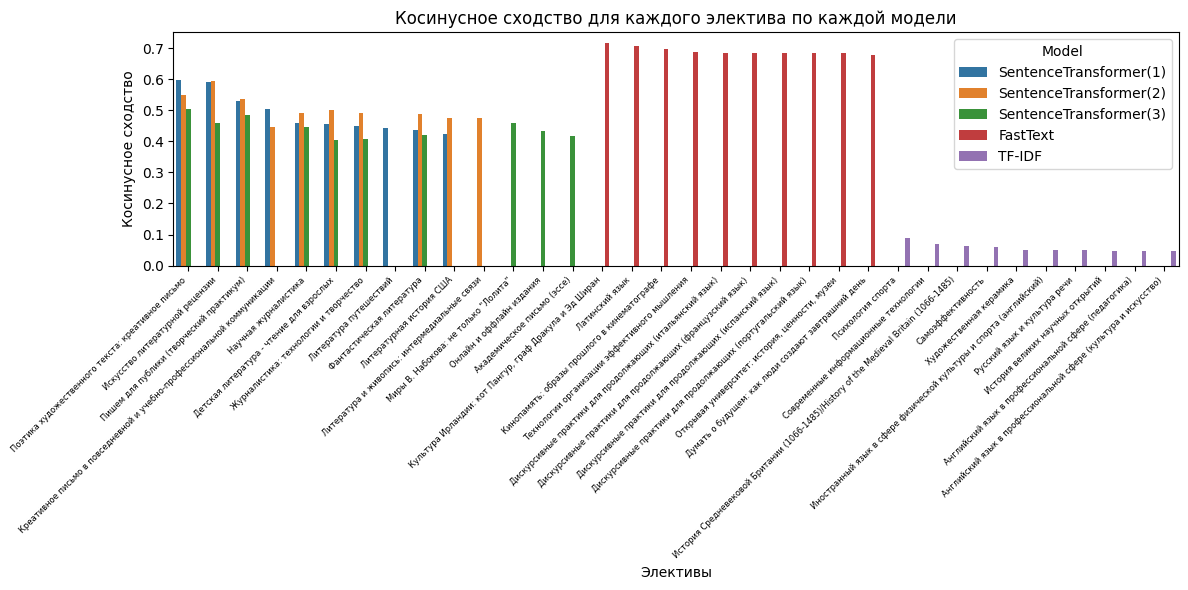 Косинусное сходство для каждого электива по каждой модели
Косинусное сходство
0.7
0.6
0.5
0.4
0.3
0.2
0.1
0.0
Model
SentenceTransformer(1)
SentenceTransformer(2)
SentenceTransformer(3)
FastText
TF-IDF
Поэтика художественного текста: креативное письмо
Искусство литературной рецензии
Пишем для публики (творческий практикум)
Креативное письмо в повседневной и учебно-профессиональной коммуникации
Научная журналистика
Детская литература - чтение для взрослых
Журналистика: технологии и творчество
Литература путешествий
Фантастическая литература
Литературная история США
Литература и живопись: интермедиальные связи
Миры В. Набокова: не только "Лолита"
Онлайн и оффлайн издания
Академическое письмо (эссе)
Культура Ирландии: кот Пангур, граф Дракула и Эд Ширан
Латинский язык
Кинопамять: образы прошлого в кинематографе
Технологии организации эффективного мышления
Дискурсивные практики для продолжающих (итальянский язык)
Дискурсивные практики для продолжающих (французский язык)
Дискурсивные практики для продолжающих (испанский язык)
Дискурсивные практики для продолжающих (португальский язык)
Открывая университет: история, ценности, музеи
Думать о будущем: как люди создают завтрашний день
Психология спорта
Современные информационные технологии
История Средневековой Британии (1066-1485)/History of the Medieval Britain (1066-1485)
Самоэффективность
Художественная керамика
Иностранный язык в сфере физической культуры и спорта (английский)
Русский язык и культура речи
История великих научных открытий
Английский язык в профессиональной сфере (педагогика)
Английский язык в профессиональной сфере (культура и искусство)
Элективы